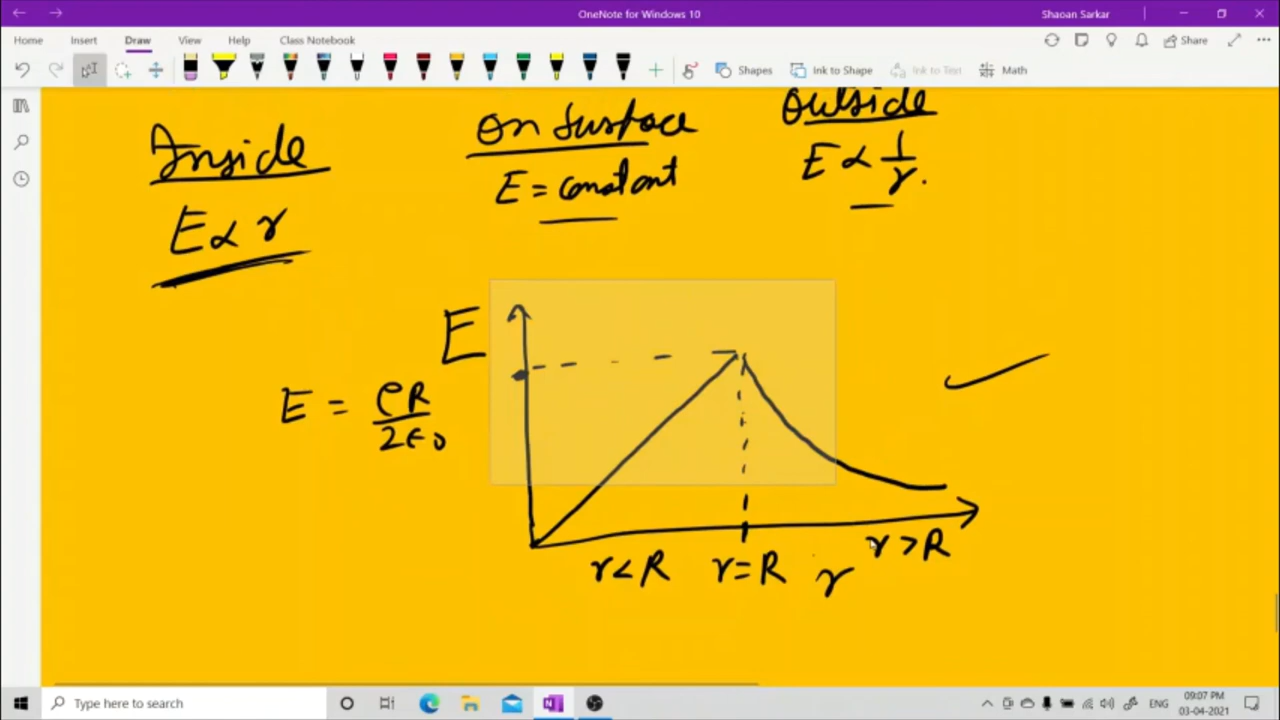 OneNote for Windows 10
Shaoan Sarkar
Home Insert Draw View Help Class Notebook
Share
Shapes
Ink to Shape
Ink to Text
Math
Inside
E ∝ r
On Surface
E = constant
Outside
E ∝ 1/r.
E
E = ρR/2ϵ₀
r < R
r = R
r
r > R
Type here to search
ENG
09:07 PM
03-04-2021